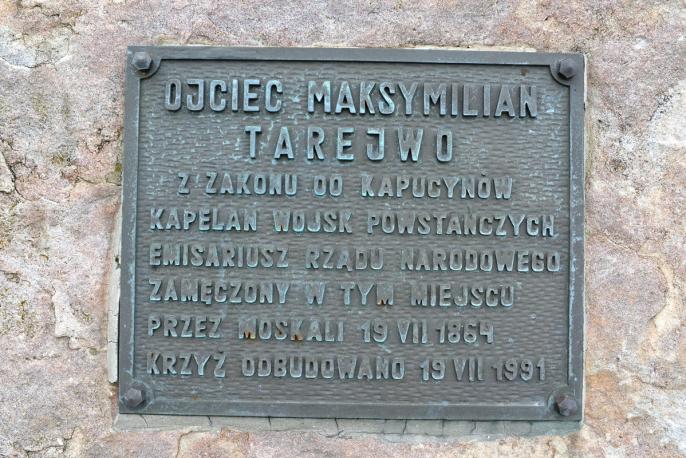 OJCIEC MAKSYMILIAN
TAREJWO
Z ZAKONU OO KAPUCYNÓW
KAPELAN WOJSK POWSTAŃCZYCH
EMISARIUSZ RZĄDU NARODOWEGO
ZAMĘCZONY W TYM MIEJSCU
PRZEZ MOSKALI 19 VII 1864
KRZYŻ ODBUDOWANO 19 VII 1991